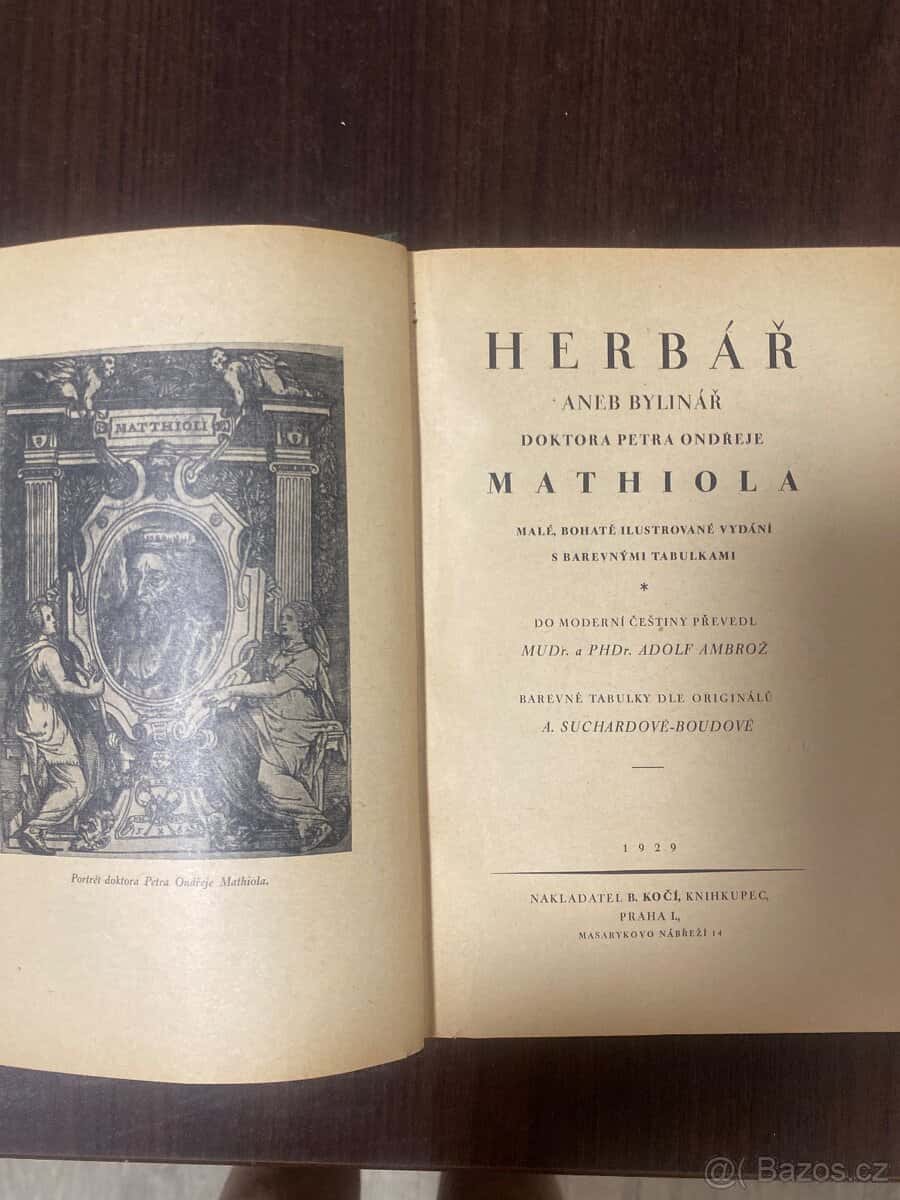 MATTHIOLI
Portrét doktora Petra Ondřeje Mathiola.
HERBÁŘ
ANEB BYLINÁŘ
DOKTORA PETRA ONDŘEJE
MATHIOLA
MALÉ, BOHATĚ ILUSTROVANÉ VYDÁNÍ
S BAREVNÝMI TABULKAMI
*
DO MODERNÍ ČEŠTINY PŘEVEDL
MUDr. a PHDr. ADOLF AMBROŽ
BAREVNÉ TABULKY DLE ORIGINÁLŮ
A. SUCHARDOVÉ-BOUDOVÉ
1929
NAKLADATEL B. KOČÍ, KNIHKUPEC,
PRAHA I.,
MASARYKOVO NÁBŘEŽÍ 14
@( Bazos.cz